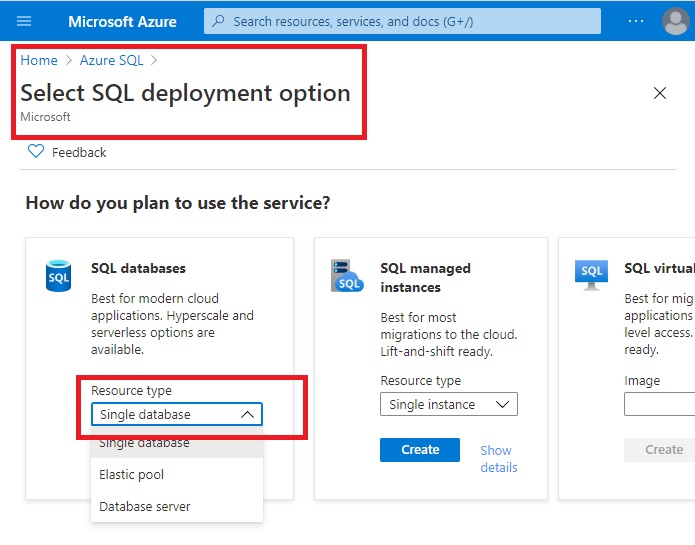 Microsoft Azure
Search resources, services, and docs (G+/)
Home > Azure SQL >
Select SQL deployment option
Microsoft
Feedback
How do you plan to use the service?
SQL
SQL databases
Best for modern cloud
applications. Hyperscale and
serverless options are
available.
Resource type
Single database
Single database
Elastic pool
Database server
SQL
SQL managed
instances
Best for most
migrations to the cloud.
Lift-and-shift ready.
Resource type
Single instance
Create
Show
details
SQL
SQL virtual
Best for mig
applications
level access.
ready.
Image
Create